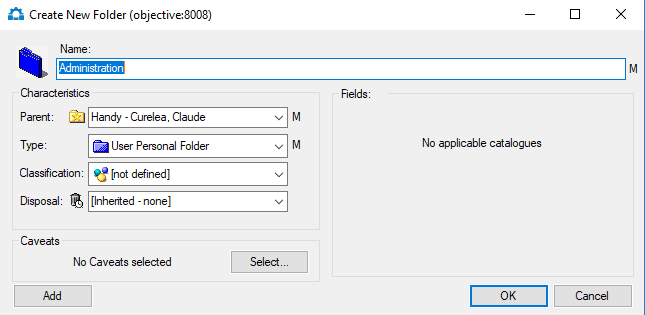 Create New Folder (objective:8008)
Name:
Administration M
Characteristics
Parent: Handy - Curelea, Claude M
Type: User Personal Folder M
Classification: [not defined]
Disposal: [Inherited - none]
Fields:
No applicable catalogues
Caveats
No Caveats selected Select...
Add OK Cancel